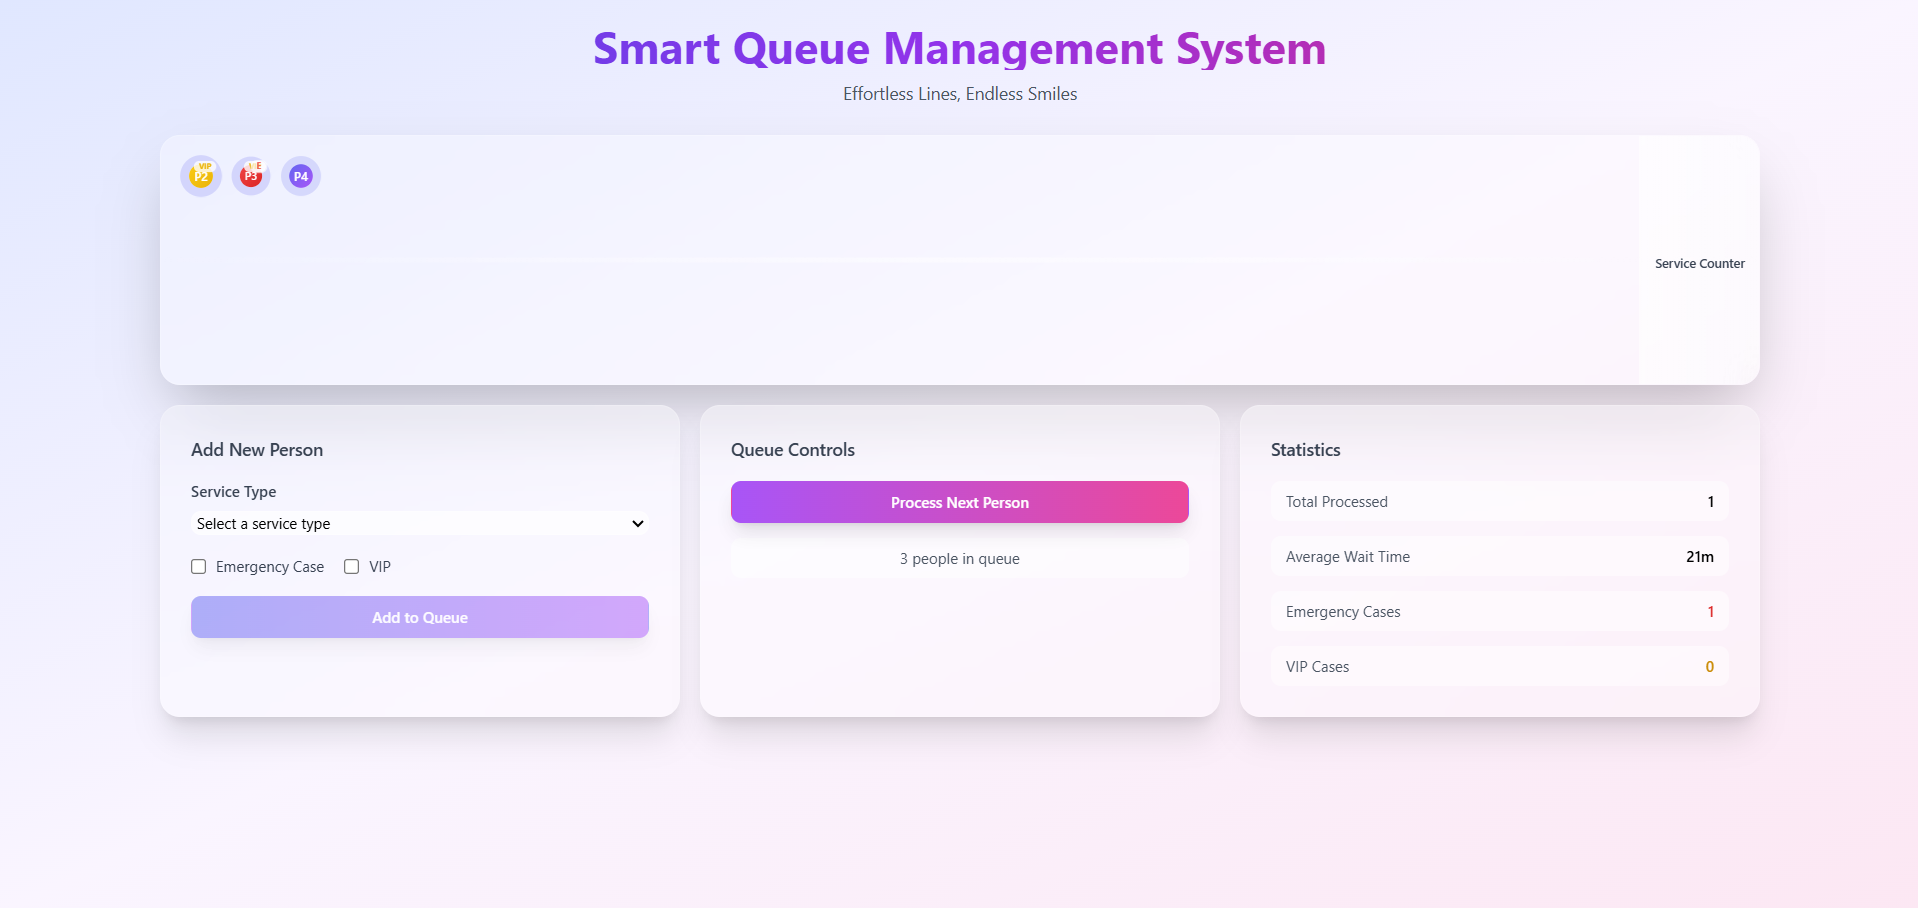 Smart Queue Management System
Effortless Lines, Endless Smiles
VIP
E
P2
P3
P4
Service Counter
Add New Person
Service Type
Select a service type
Emergency Case
VIP
Add to Queue
Queue Controls
Process Next Person
3 people in queue
Statistics
Total Processed 1
Average Wait Time 21m
Emergency Cases 1
VIP Cases 0